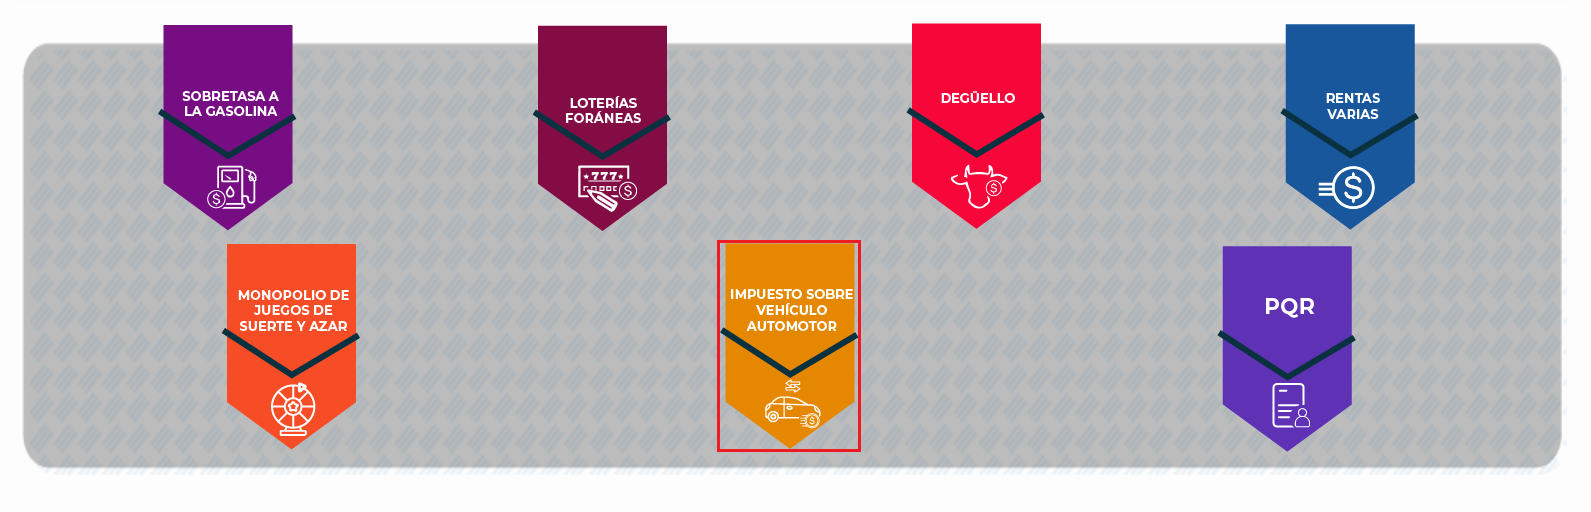 SOBRETASA A
LA GASOLINA
LOTERÍAS
FORÁNEAS
DEGÜELLO
RENTAS
VARIAS
777
$
$
$
$
MONOPOLIO DE
JUEGOS DE
SUERTE Y AZAR
IMPUESTO SOBRE
VEHÍCULO
AUTOMOTOR
PQR
$